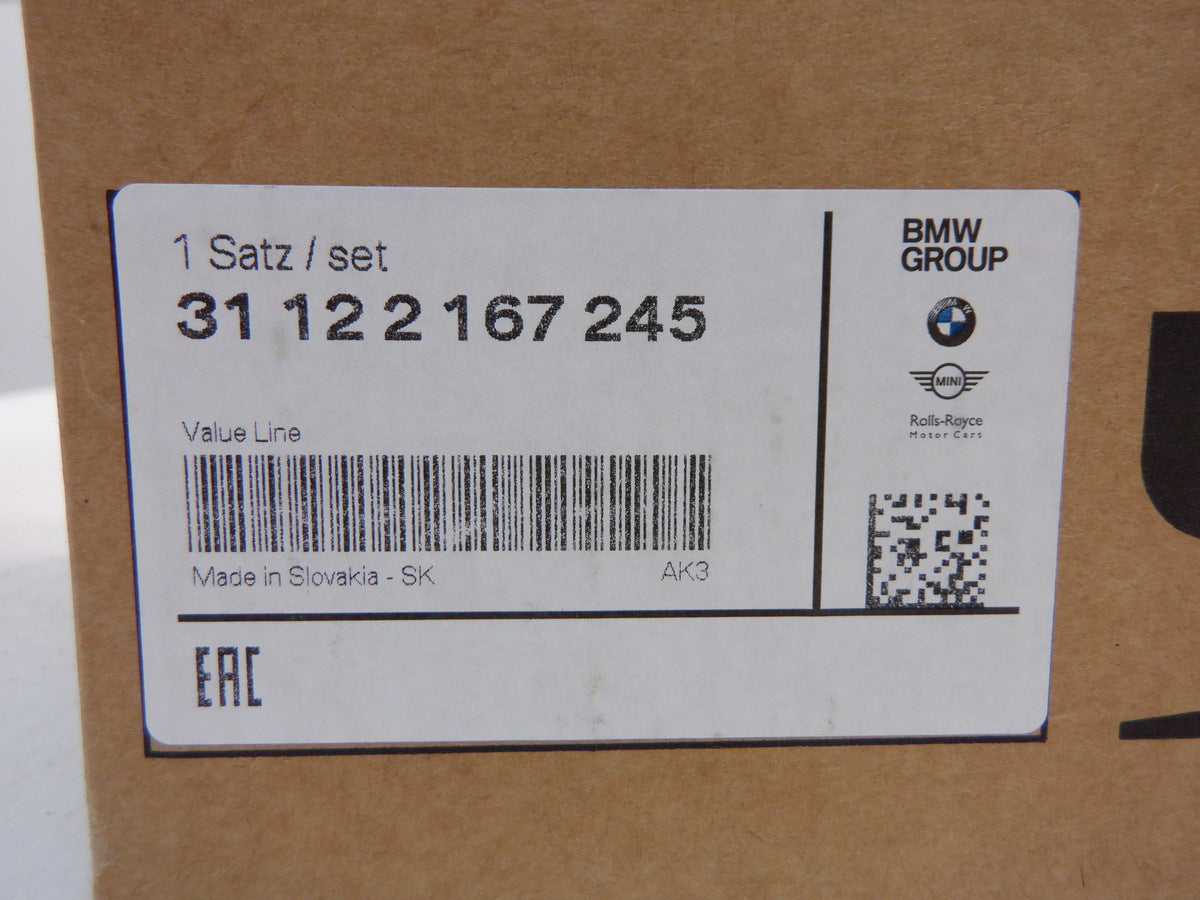 1 Satz / set
31 12 2 167 245
Value Line
Made in Slovakia - SK
AK3
EAC
BMW
GROUP
MINI
Rolls-Royce
Motor Cars